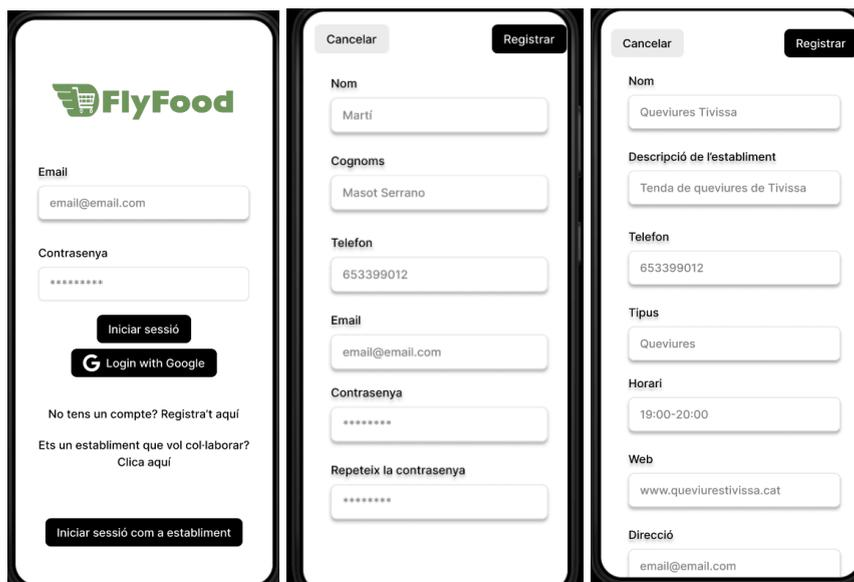 FlyFood
Email
email@email.com
Contrasenya
*********
Iniciar sessió
G Login with Google
No tens un compte? Registra't aquí
Ets un establiment que vol col·laborar?
Clica aquí
Iniciar sessió com a establiment
Cancelar
Registrar
Nom
Martí
Cognoms
Masot Serrano
Telefon
653399012
Email
email@email.com
Contrasenya
********
Repeteix la contrasenya
********
Cancelar
Registrar
Nom
Queviures Tivissa
Descripció de l'establiment
Tenda de queviures de Tivissa
Telefon
653399012
Tipus
Queviures
Horari
19:00-20:00
Web
www.queviurestivissa.cat
Direcció
email@email.com